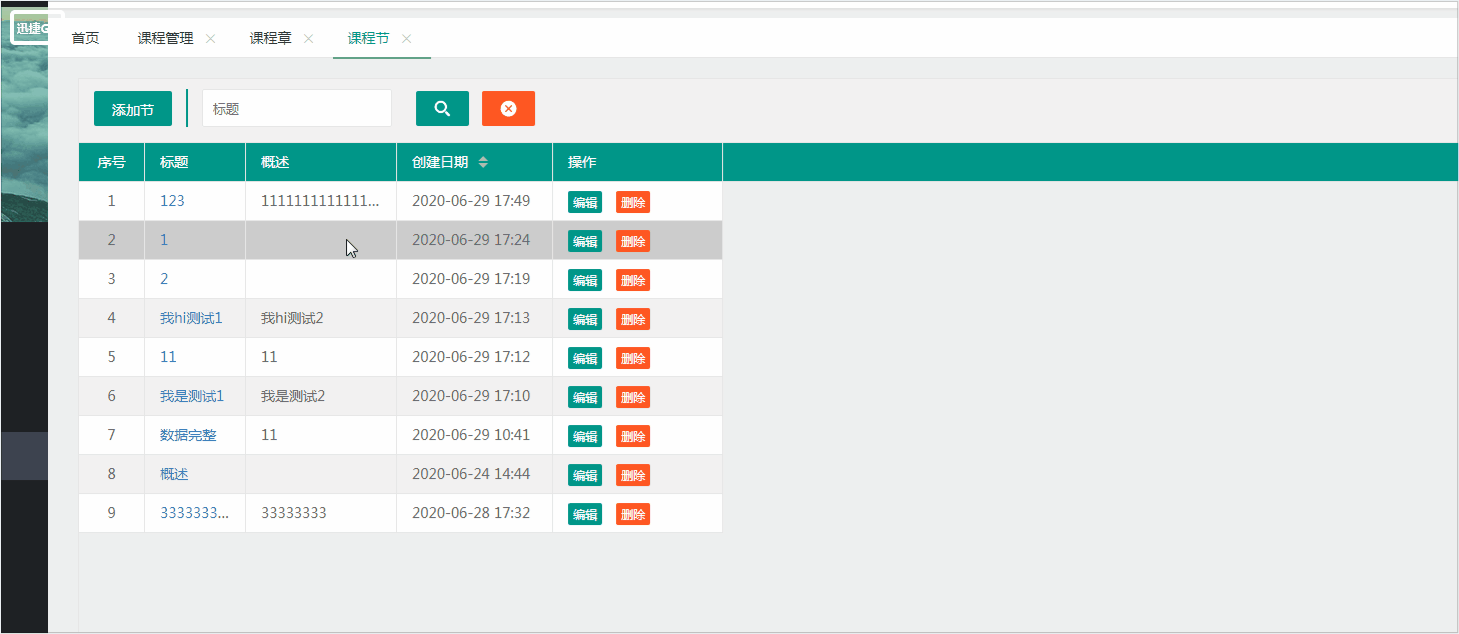 迅捷G
首页 课程管理 课程章 课程节
添加节 标题
序号 标题 概述 创建日期 操作
1 123 1111111111111... 2020-06-29 17:49 编辑 删除
2 1 2020-06-29 17:24 编辑 删除
3 2 2020-06-29 17:19 编辑 删除
4 我hi测试1 我hi测试2 2020-06-29 17:13 编辑 删除
5 11 11 2020-06-29 17:12 编辑 删除
6 我是测试1 我是测试2 2020-06-29 17:10 编辑 删除
7 数据完整 11 2020-06-29 10:41 编辑 删除
8 概述 2020-06-24 14:44 编辑 删除
9 3333333... 33333333 2020-06-28 17:32 编辑 删除